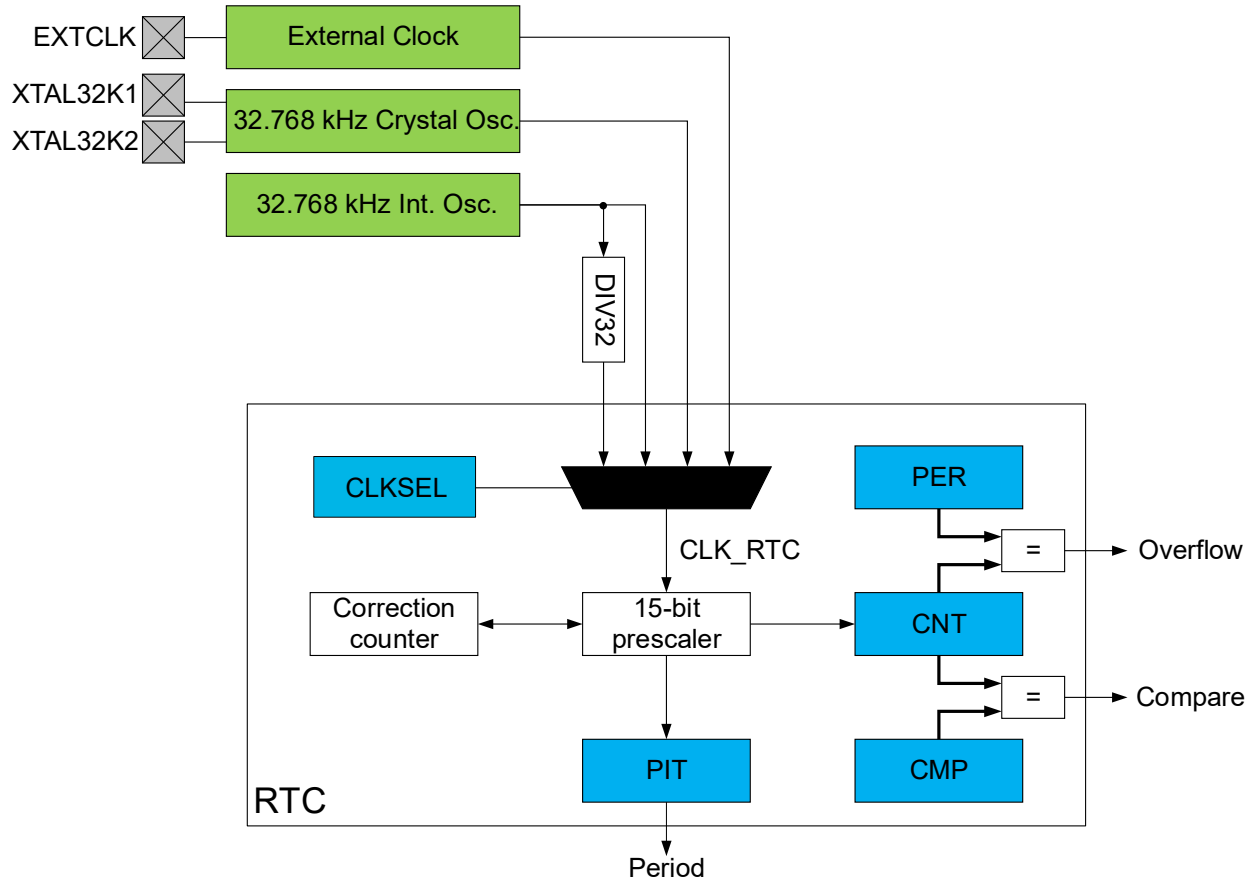 EXTCLK
External Clock
XTAL32K1
XTAL32K2
32.768 kHz Crystal Osc.
32.768 kHz Int. Osc.
DIV32
CLKSEL
PER
CLK_RTC
=
Overflow
Correction
counter
15-bit
prescaler
CNT
=
Compare
PIT
CMP
RTC
Period